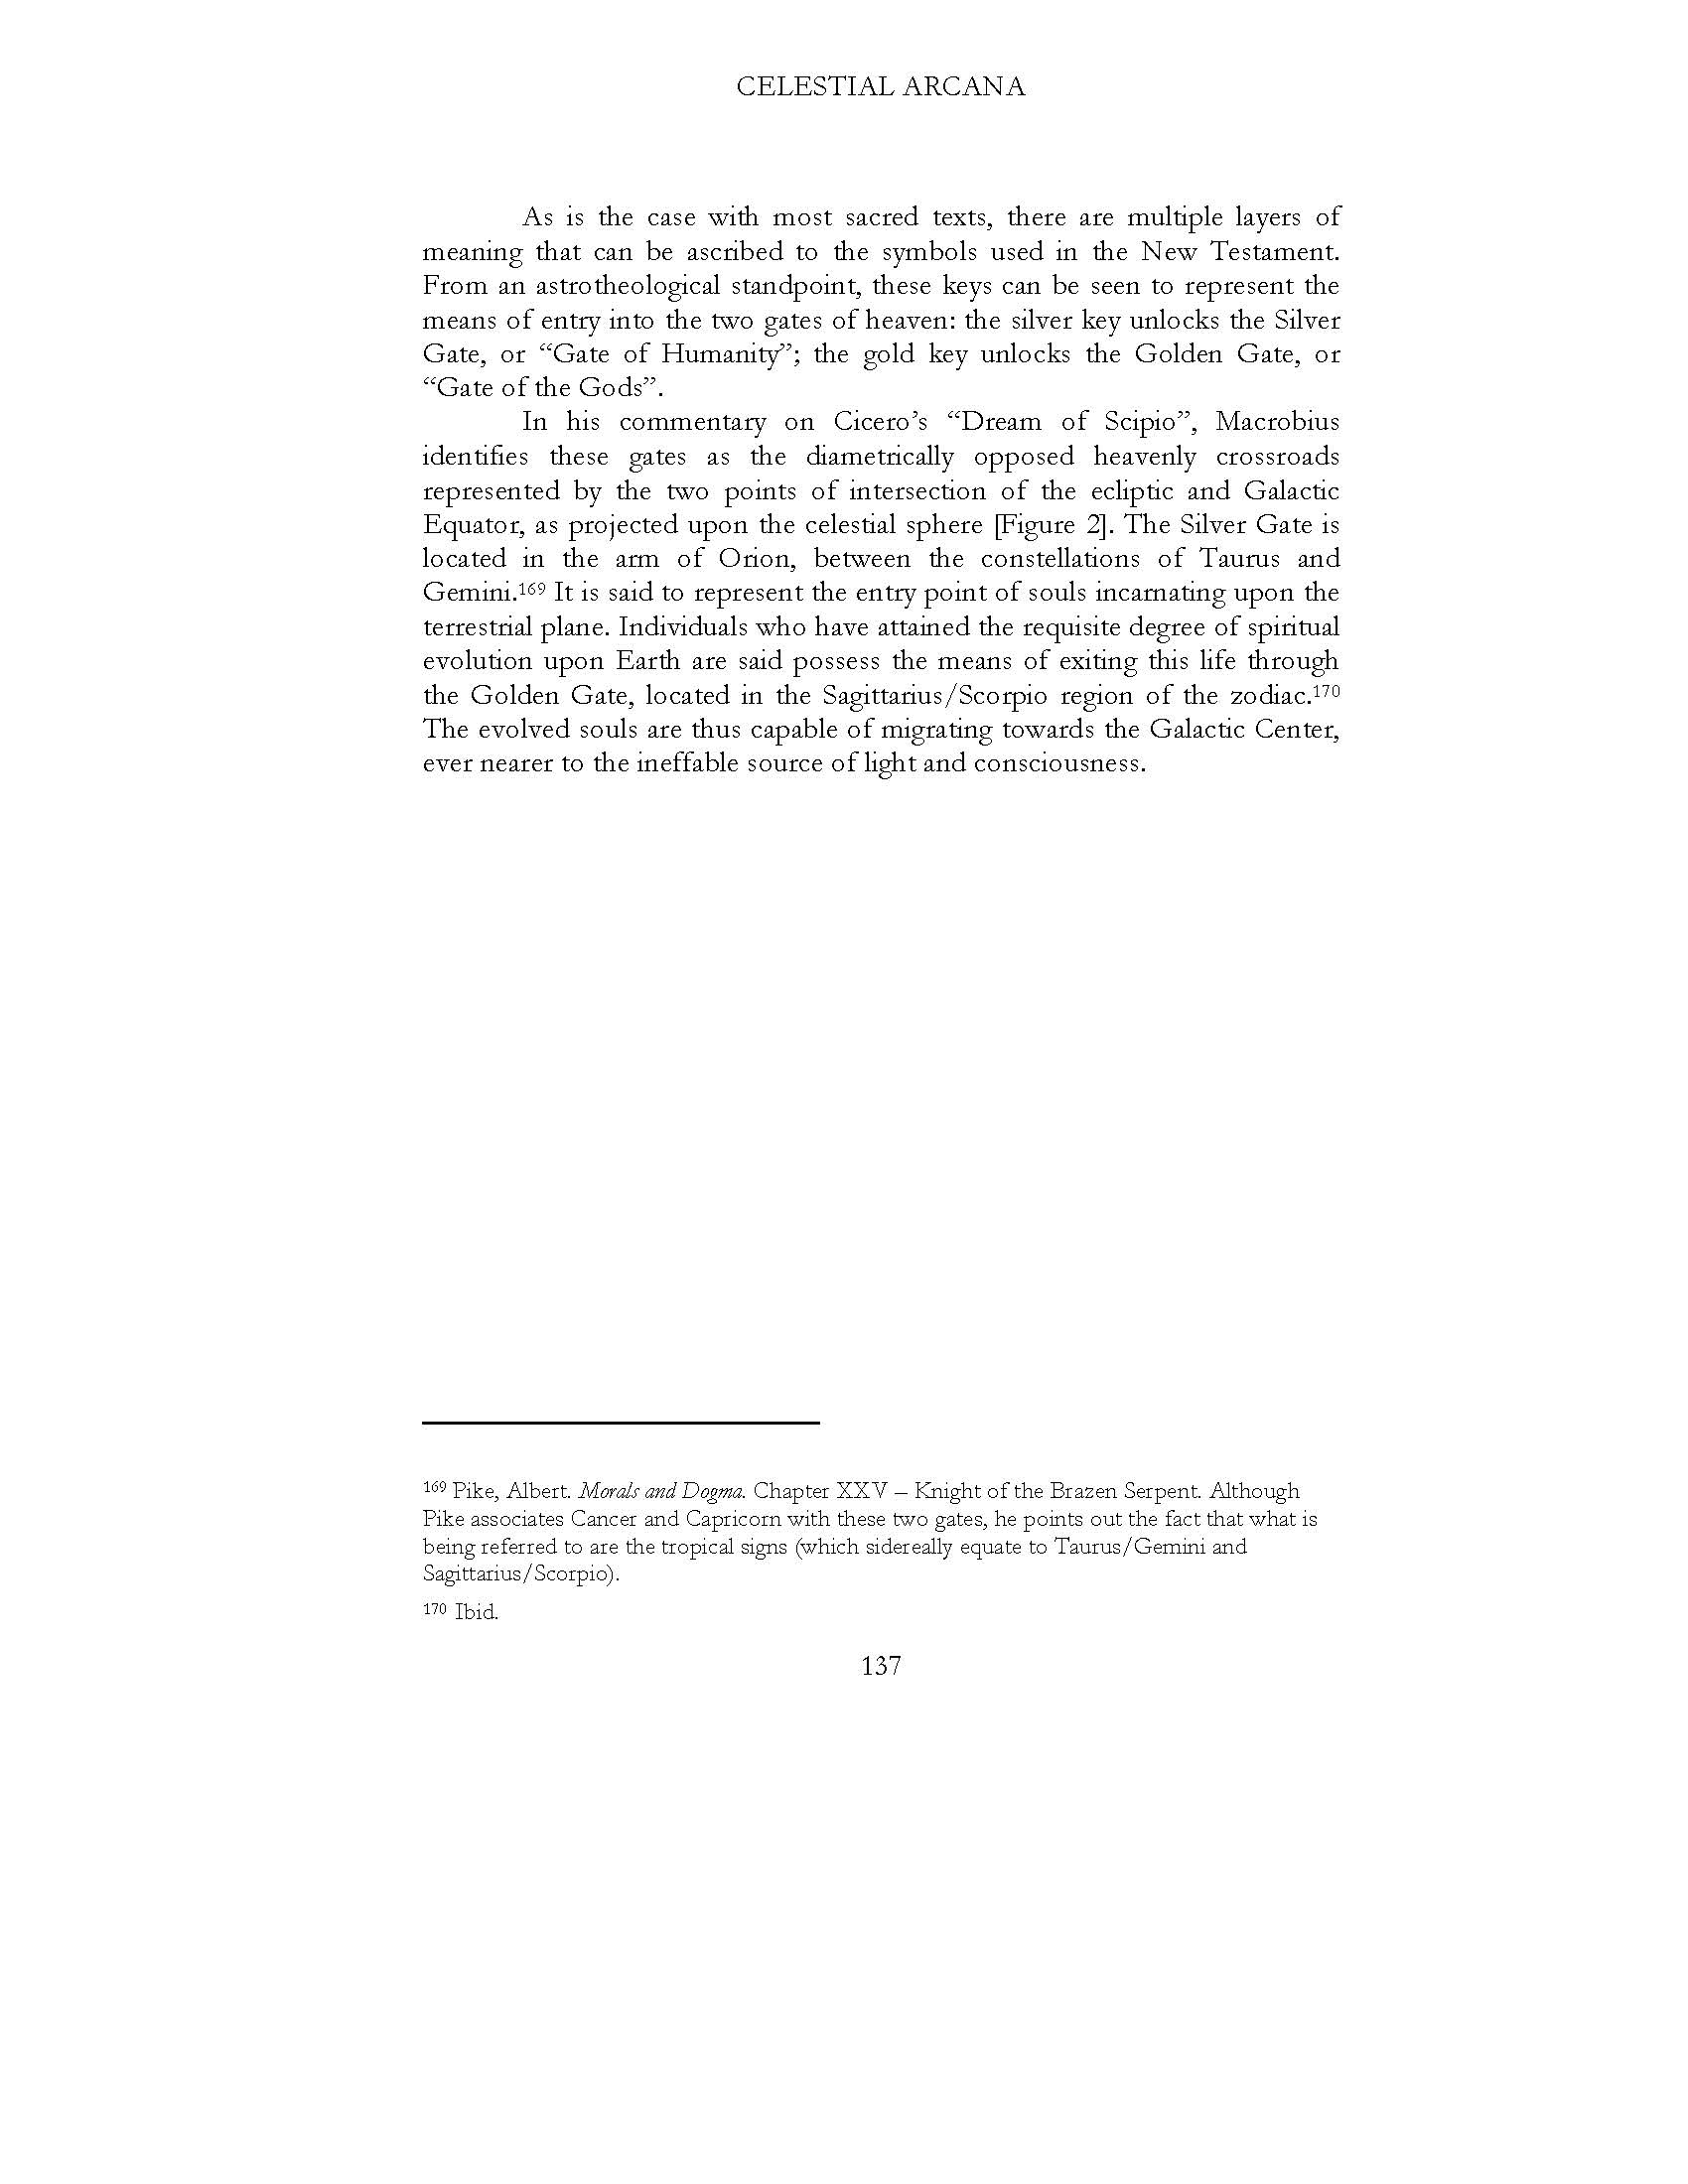 CELESTIAL ARCANA
As is the case with most sacred texts, there are multiple layers of
meaning that can be ascribed to the symbols used in the New Testament.
From an astrotheological standpoint, these keys can be seen to represent the
means of entry into the two gates of heaven: the silver key unlocks the Silver
Gate, or “Gate of Humanity”; the gold key unlocks the Golden Gate, or
“Gate of the Gods”.
In his commentary on Cicero’s “Dream of Scipio”, Macrobius
identifies these gates as the diametrically opposed heavenly crossroads
represented by the two points of intersection of the ecliptic and Galactic
Equator, as projected upon the celestial sphere [Figure 2]. The Silver Gate is
located in the arm of Orion, between the constellations of Taurus and
Gemini.169 It is said to represent the entry point of souls incarnating upon the
terrestrial plane. Individuals who have attained the requisite degree of spiritual
evolution upon Earth are said possess the means of exiting this life through
the Golden Gate, located in the Sagittarius/Scorpio region of the zodiac.170
The evolved souls are thus capable of migrating towards the Galactic Center,
ever nearer to the ineffable source of light and consciousness.
169 Pike, Albert. Morals and Dogma. Chapter XXV – Knight of the Brazen Serpent. Although
Pike associates Cancer and Capricorn with these two gates, he points out the fact that what is
being referred to are the tropical signs (which sidereally equate to Taurus/Gemini and
Sagittarius/Scorpio).
170 Ibid.
137